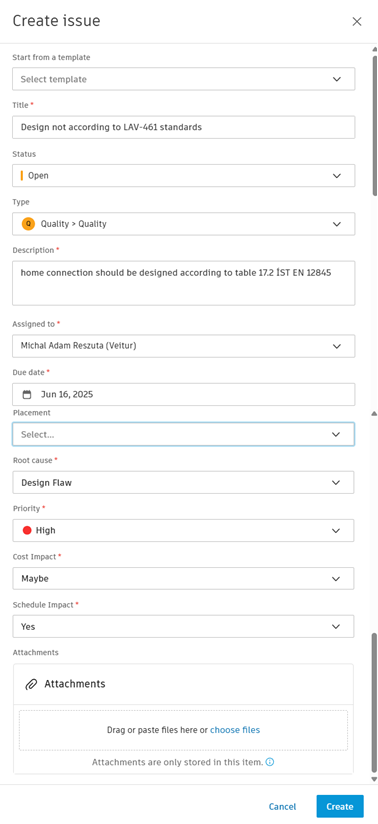 Create issue
Start from a template
Select template
Title *
Design not according to LAV-461 standards
Status
Open
Type
Q Quality > Quality
Description *
home connection should be designed according to table 17.2 İST EN 12845
Assigned to *
Michal Adam Reszuta (Veitur)
Due date *
Jun 16, 2025
Placement
Select...
Root cause *
Design Flaw
Priority *
High
Cost Impact *
Maybe
Schedule Impact *
Yes
Attachments
Attachments
Drag or paste files here or choose files
Attachments are only stored in this item.
Cancel Create